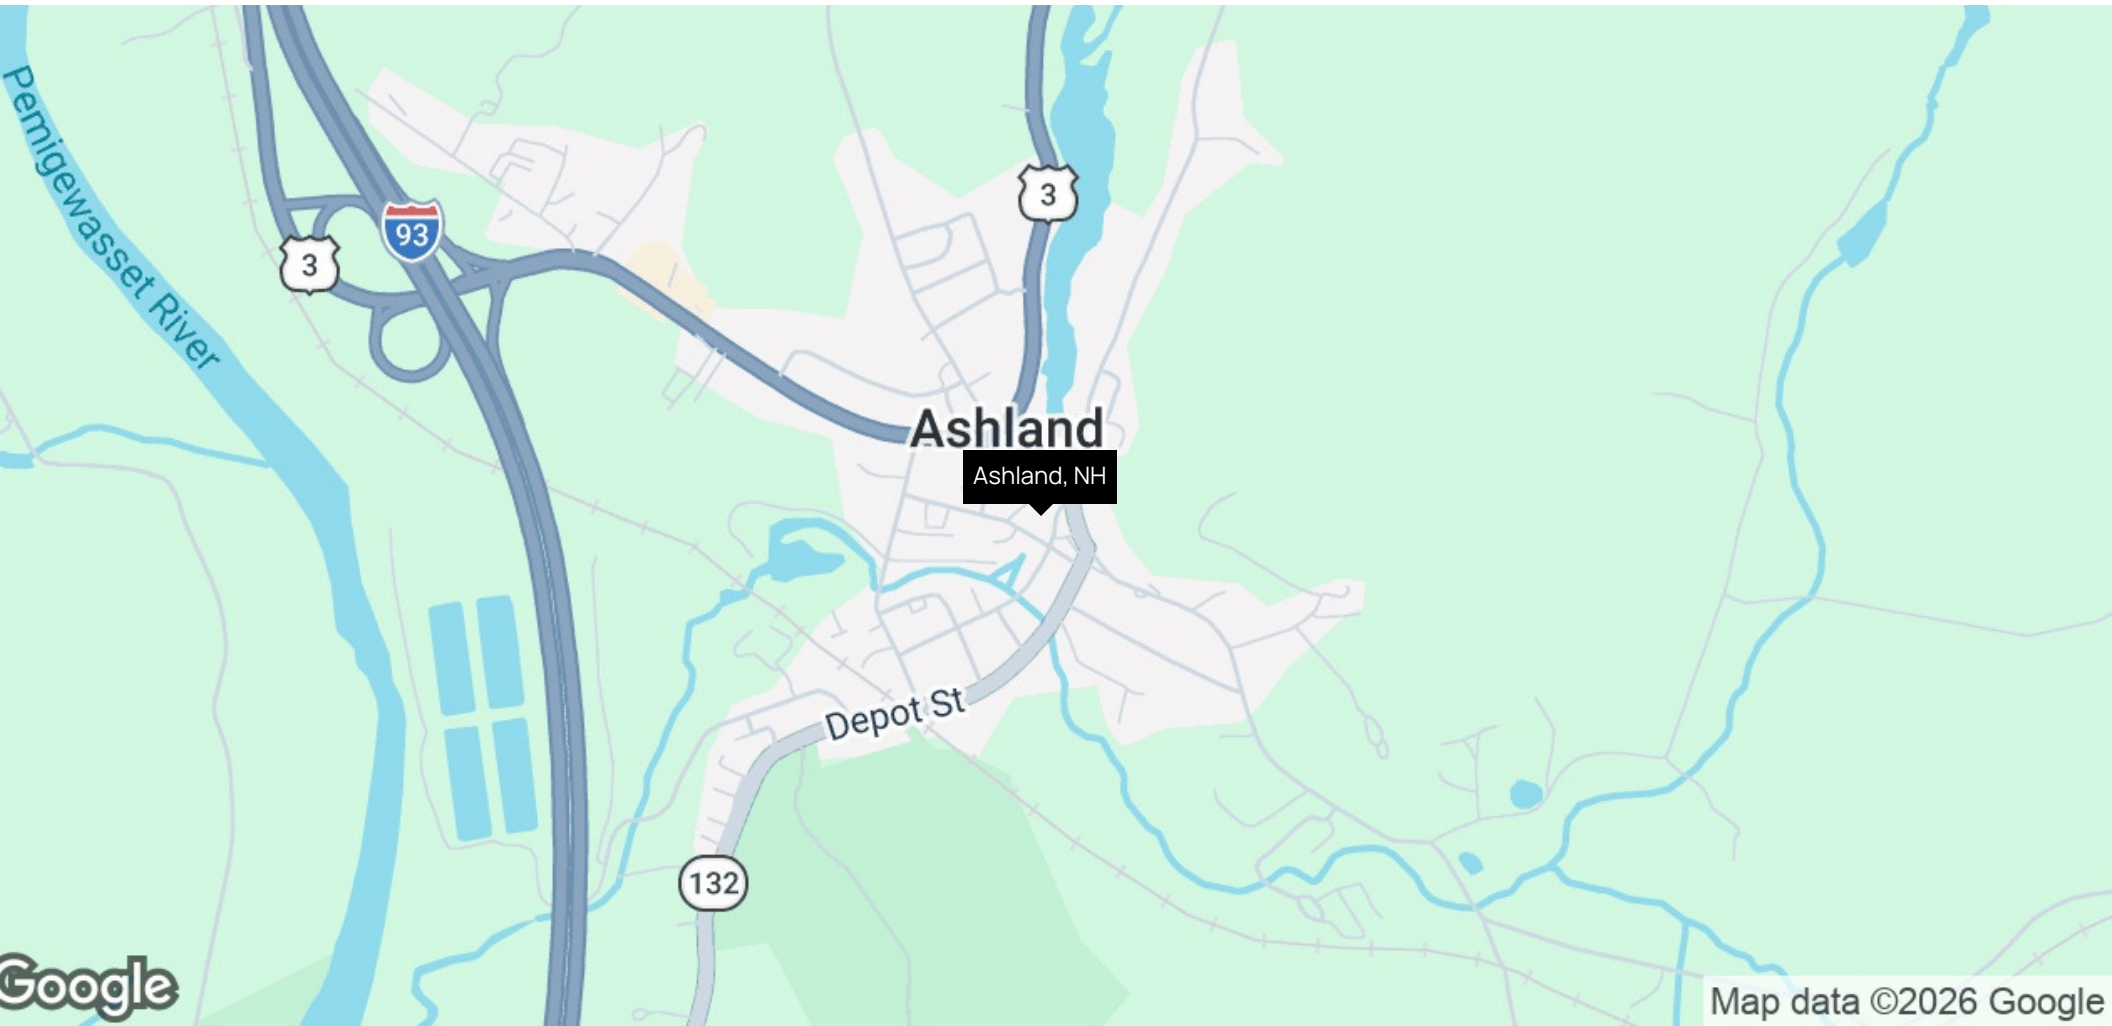 Pemigewasset River
3
93
3
Ashland
Ashland, NH
Depot St
132
Google
Map data ©2026 Google